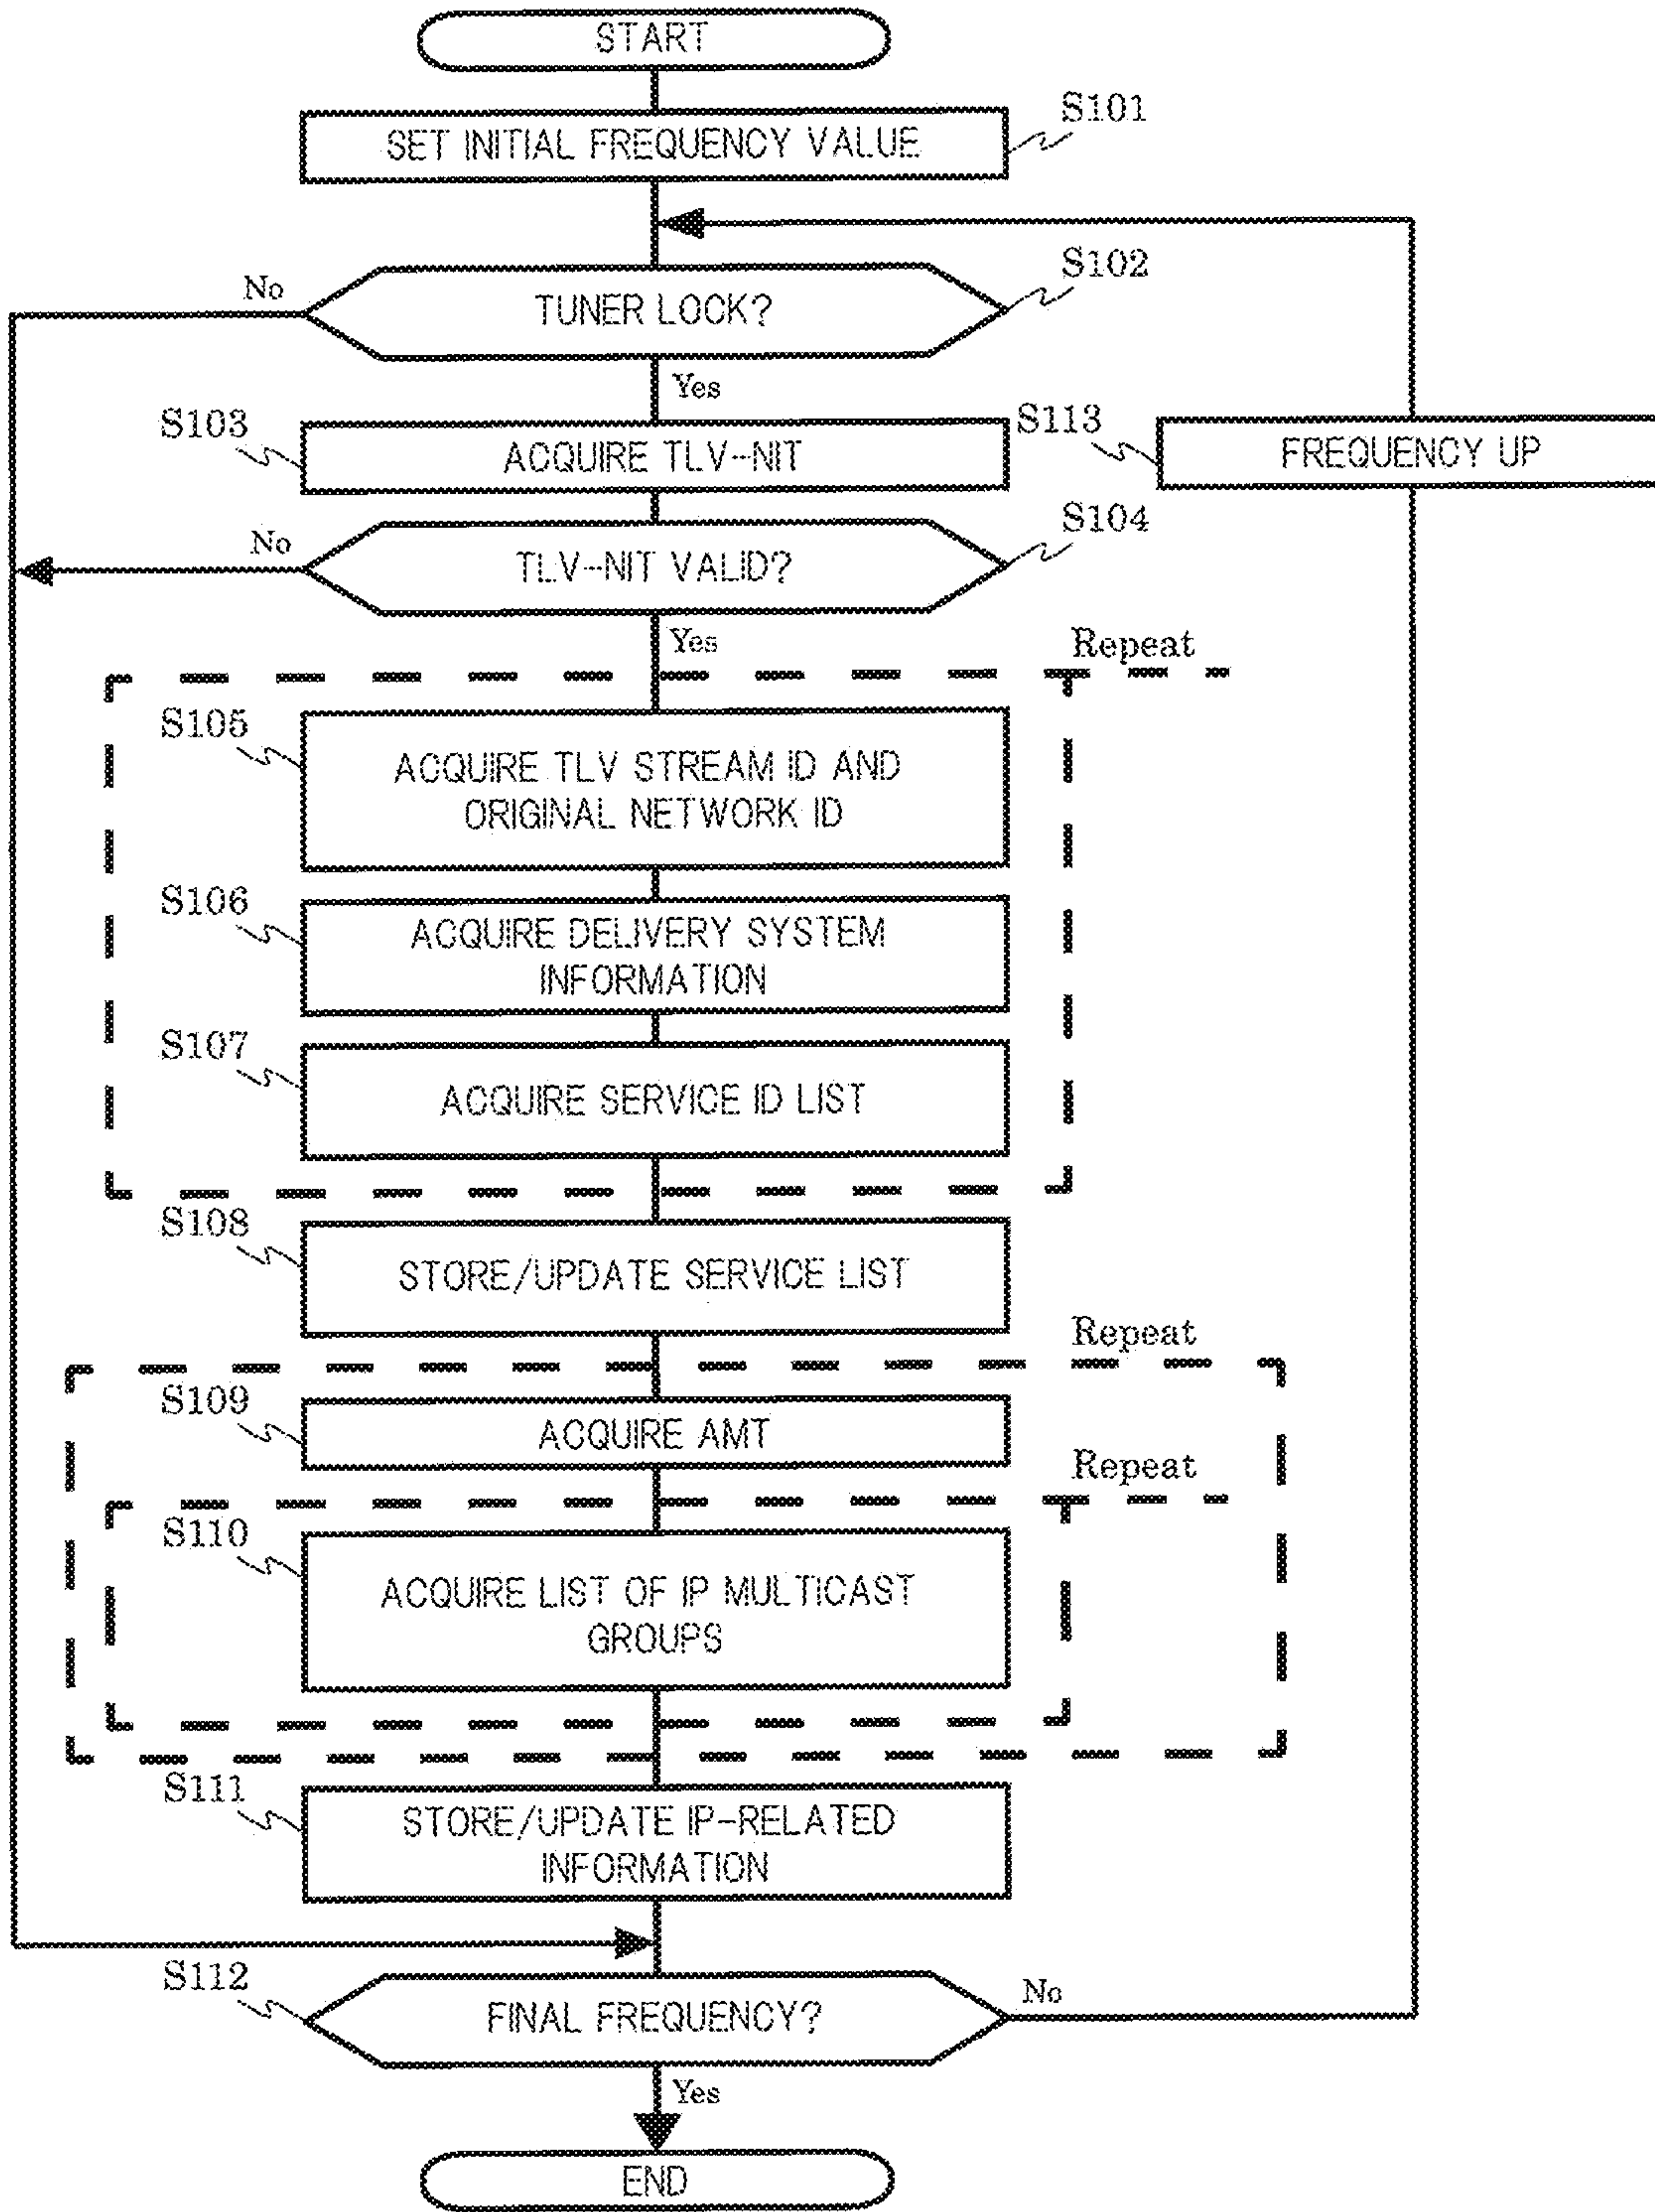 START
S101
SET INITIAL FREQUENCY VALUE
S102
No
TUNER LOCK?
Yes
S103
ACQUIRE TLV-NIT
S113
FREQUENCY UP
S104
No
TLV-NIT VALID?
Yes
Repeat
S105
ACQUIRE TLV STREAM ID AND
ORIGINAL NETWORK ID
S106
ACQUIRE DELIVERY SYSTEM
INFORMATION
S107
ACQUIRE SERVICE ID LIST
S108
STORE/UPDATE SERVICE LIST
Repeat
S109
ACQUIRE AMT
Repeat
S110
ACQUIRE LIST OF IP MULTICAST
GROUPS
S111
STORE/UPDATE IP-RELATED
INFORMATION
S112
FINAL FREQUENCY?
No
Yes
END